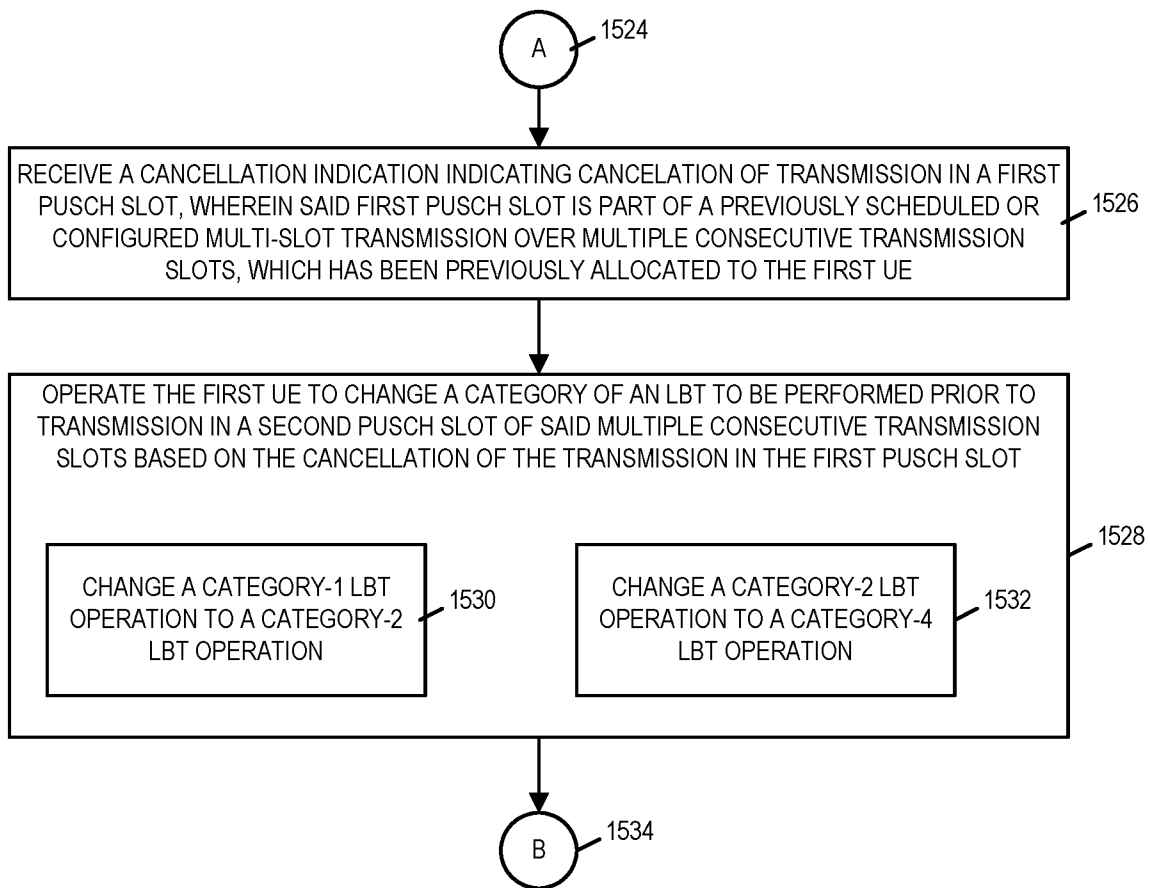 A
1524
RECEIVE A CANCELLATION INDICATION INDICATING CANCELATION OF TRANSMISSION IN A FIRST
PUSCH SLOT, WHEREIN SAID FIRST PUSCH SLOT IS PART OF A PREVIOUSLY SCHEDULED OR
CONFIGURED MULTI-SLOT TRANSMISSION OVER MULTIPLE CONSECUTIVE TRANSMISSION
SLOTS, WHICH HAS BEEN PREVIOUSLY ALLOCATED TO THE FIRST UE
1526
OPERATE THE FIRST UE TO CHANGE A CATEGORY OF AN LBT TO BE PERFORMED PRIOR TO
TRANSMISSION IN A SECOND PUSCH SLOT OF SAID MULTIPLE CONSECUTIVE TRANSMISSION
SLOTS BASED ON THE CANCELLATION OF THE TRANSMISSION IN THE FIRST PUSCH SLOT
1528
CHANGE A CATEGORY-1 LBT
OPERATION TO A CATEGORY-2
LBT OPERATION
1530
CHANGE A CATEGORY-2 LBT
OPERATION TO A CATEGORY-4
LBT OPERATION
1532
B
1534